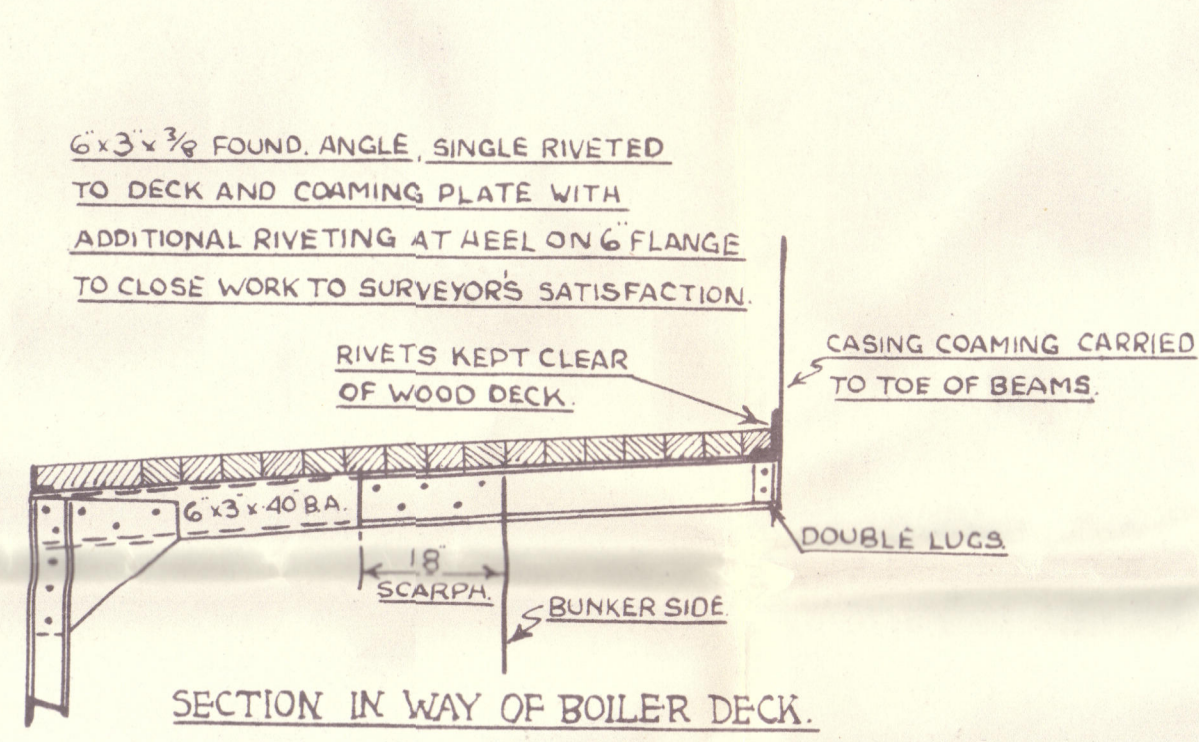 6"x3"x3/8 FOUND. ANGLE, SINGLE RIVETED
TO DECK AND COAMING PLATE WITH
ADDITIONAL RIVETING AT HEEL ON 6" FLANGE
TO CLOSE WORK TO SURVEYOR'S SATISFACTION.
RIVETS KEPT CLEAR
OF WOOD DECK.
CASING COAMING CARRIED
TO TOE OF BEAMS.
6"x3"x.40" B.A.
DOUBLE LUGS.
18"
SCARPH.
BUNKER SIDE.
SECTION IN WAY OF BOILER DECK.